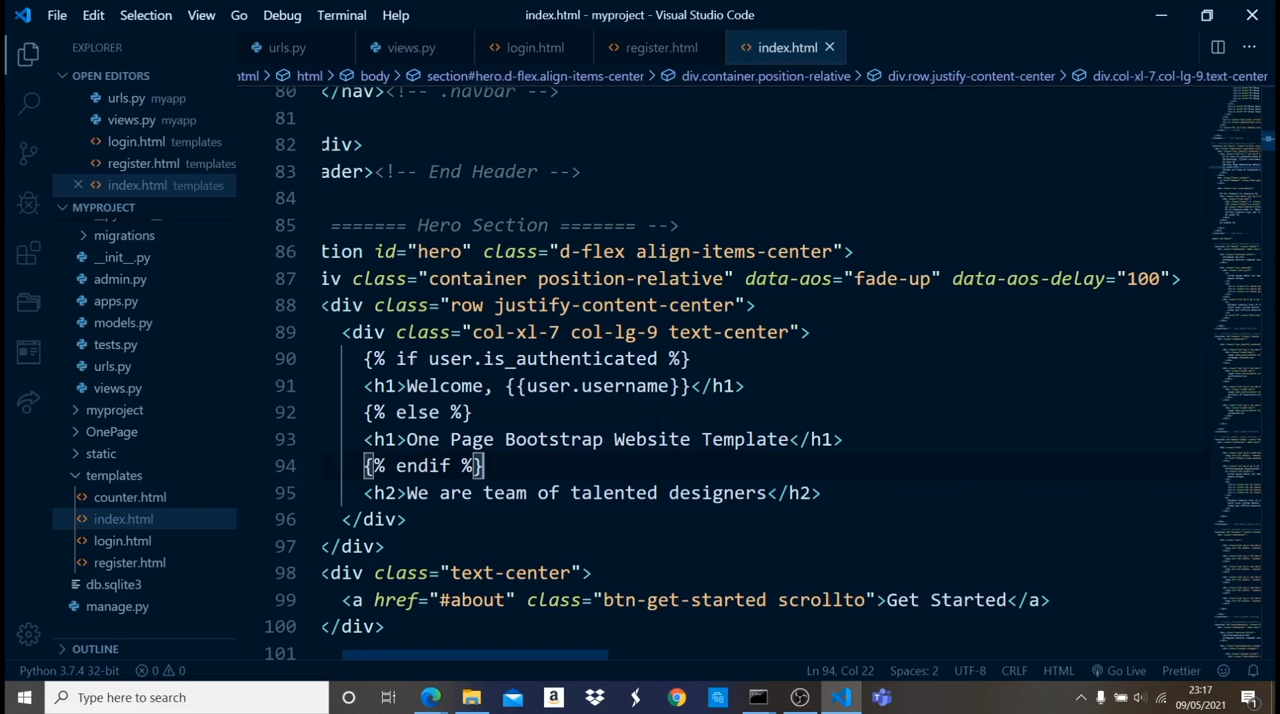 File Edit Selection View Go Debug Terminal Help index.html - myproject - Visual Studio Code
EXPLORER
OPEN EDITORS
urls.py myapp
views.py myapp
login.html templates
register.html templates
index.html templates
MYPROJECT
migrations
__init__.py
admin.py
apps.py
models.py
tests.py
urls.py
views.py
myproject
OnePage
static
templates
counter.html
index.html
login.html
register.html
db.sqlite3
manage.py
OUTLINE
urls.py views.py login.html register.html index.html
html > html > body > section#hero.d-flex.align-items-center > div.container.position-relative > div.row.justify-content-center > div.col-xl-7.col-lg-9.text-center
80 </nav><!-- .navbar -->
81
82 div>
83 ader><!-- End Header -->
84
85 ======= Hero Section ======= -->
86 tion id="hero" class="d-flex align-items-center">
87 iv class="container position-relative" data-aos="fade-up" data-aos-delay="100">
88 <div class="row justify-content-center">
89 <div class="col-xl-7 col-lg-9 text-center">
90 {% if user.is_authenticated %}
91 <h1>Welcome, {{user.username}}</h1>
92 {% else %}
93 <h1>One Page Bootstrap Website Template</h1>
94 {% endif %}
95 <h2>We are team of talented designers</h2>
96 </div>
97 </div>
98 <div class="text-center">
99 <a href="#about" class="btn-get-started scrollto">Get Started</a>
100 </div>
101
Python 3.7.4 32-bit 0 0 Ln 94, Col 22 Spaces: 2 UTF-8 CRLF HTML Go Live Prettier
Type here to search
23:17
09/05/2021
1